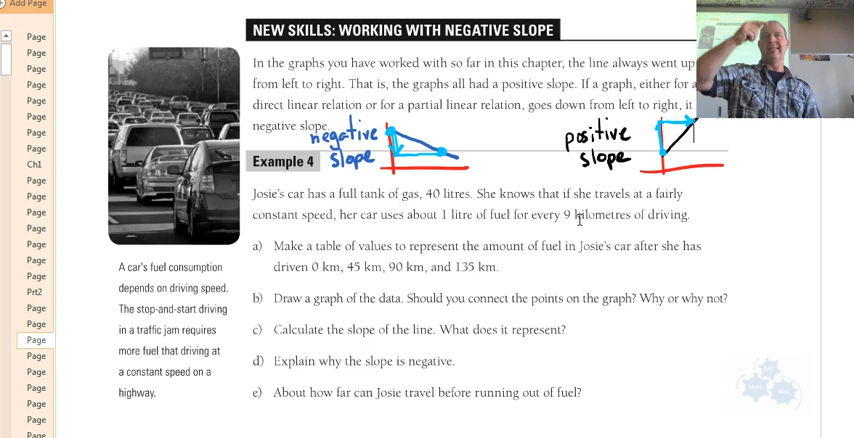 Add Page
Page
Page
Page
Page
Page
Page
Page
Page
Ch1
Page
Page
Page
Page
Page
Page
Page
Prt2
Page
Page
Page
Page
Page
Page
Page
Page
NEW SKILLS: WORKING WITH NEGATIVE SLOPE
In the graphs you have worked with so far in this chapter, the line always went up
from left to right. That is, the graphs all had a positive slope. If a graph, either for a
direct linear relation or for a partial linear relation, goes down from left to right, it
negative slope.
negative
slope
positive
slope
Example 4
Josie's car has a full tank of gas, 40 litres. She knows that if she travels at a fairly
constant speed, her car uses about 1 litre of fuel for every 9 kilometres of driving.
a) Make a table of values to represent the amount of fuel in Josie's car after she has
driven 0 km, 45 km, 90 km, and 135 km.
b) Draw a graph of the data. Should you connect the points on the graph? Why or why not?
c) Calculate the slope of the line. What does it represent?
d) Explain why the slope is negative.
e) About how far can Josie travel before running out of fuel?
A car's fuel consumption
depends on driving speed.
The stop-and-start driving
in a traffic jam requires
more fuel that driving at
a constant speed on a
highway.